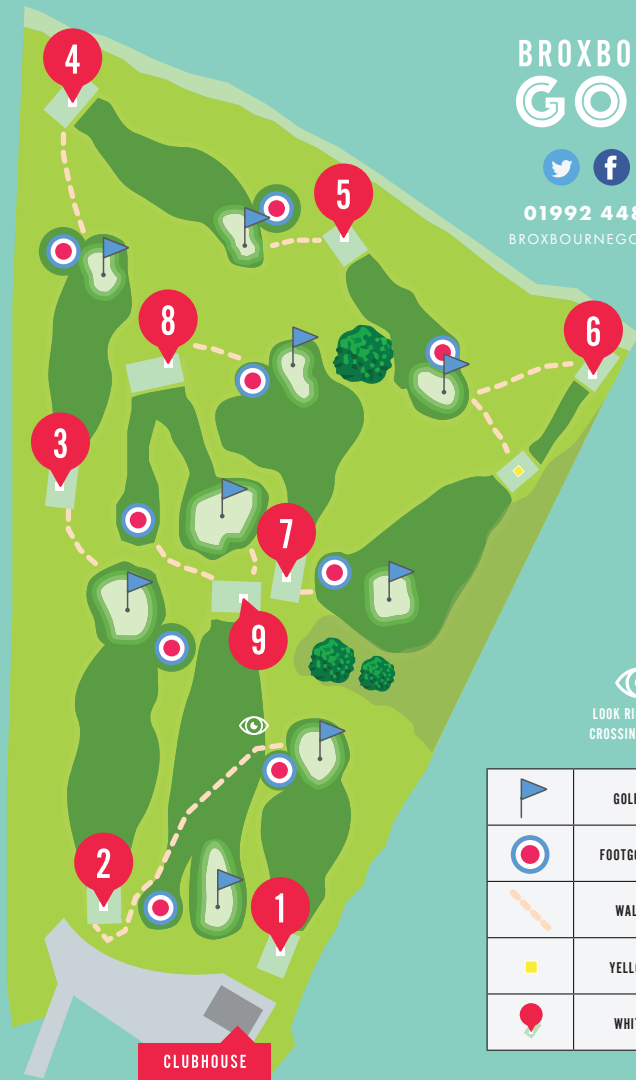 BROXBO
GO
01992 448
BROXBOURNEGO
4
5
8
6
3
7
9
LOOK RI
CROSSIN
2
1
GOL
FOOTGO
WAL
YELL
WHI
CLUBHOUSE